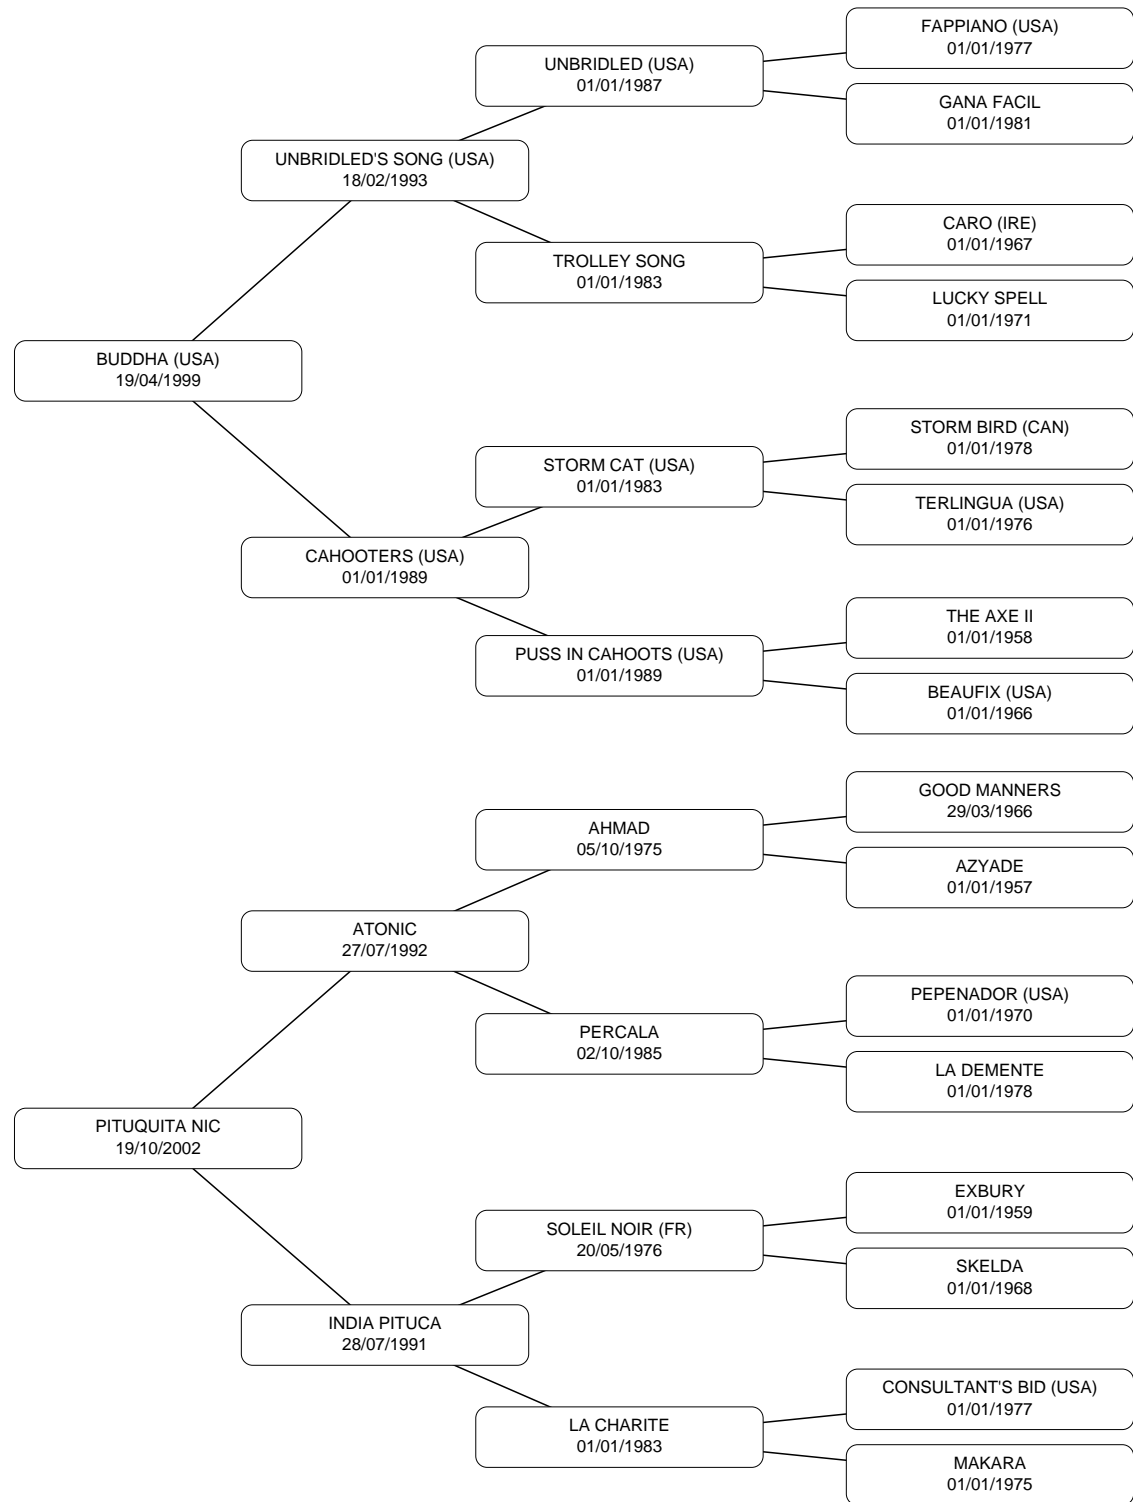 FAPPIANO (USA)
01/01/1977
UNBRIDLED (USA)
01/01/1987
GANA FACIL
01/01/1981
UNBRIDLED'S SONG (USA)
18/02/1993
CARO (IRE)
01/01/1967
TROLLEY SONG
01/01/1983
LUCKY SPELL
01/01/1971
BUDDHA (USA)
19/04/1999
STORM BIRD (CAN)
01/01/1978
STORM CAT (USA)
01/01/1983
TERLINGUA (USA)
01/01/1976
CAHOOTERS (USA)
01/01/1989
THE AXE II
01/01/1958
PUSS IN CAHOOTS (USA)
01/01/1989
BEAUFIX (USA)
01/01/1966
GOOD MANNERS
29/03/1966
AHMAD
05/10/1975
AZYADE
01/01/1957
ATONIC
27/07/1992
PEPENADOR (USA)
01/01/1970
PERCALA
02/10/1985
LA DEMENTE
01/01/1978
PITUQUITA NIC
19/10/2002
EXBURY
01/01/1959
SOLEIL NOIR (FR)
20/05/1976
SKELDA
01/01/1968
INDIA PITUCA
28/07/1991
CONSULTANT'S BID (USA)
01/01/1977
LA CHARITE
01/01/1983
MAKARA
01/01/1975